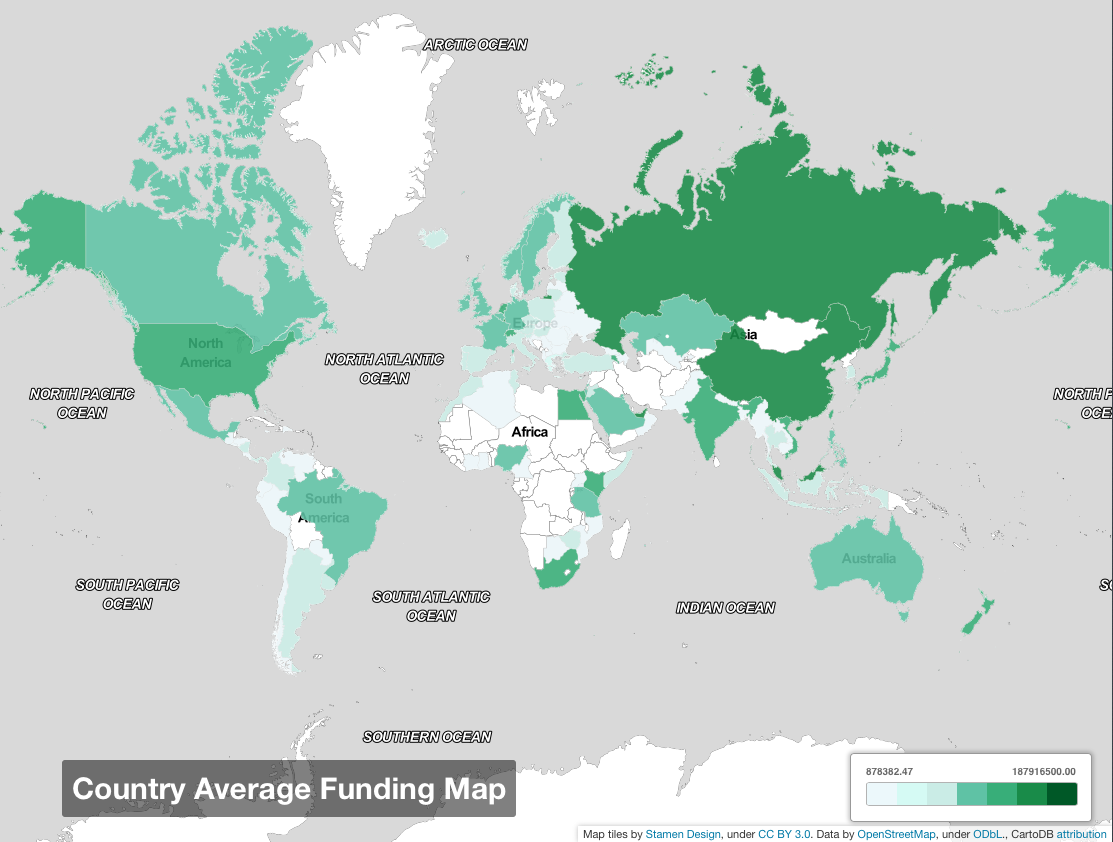 ARCTIC OCEAN
Europe
Asia
North
America
NORTH ATLANTIC
OCEAN
NORTH PACIFIC
OCEAN
NORTH P
OCE
Africa
South
America
Australia
SOUTH PACIFIC
OCEAN
SOUTH ATLANTIC
OCEAN
INDIAN OCEAN
SO
SOUTHERN OCEAN
Country Average Funding Map
878382.47 187916500.00
Map tiles by Stamen Design, under CC BY 3.0. Data by OpenStreetMap, under ODbL., CartoDB attribution